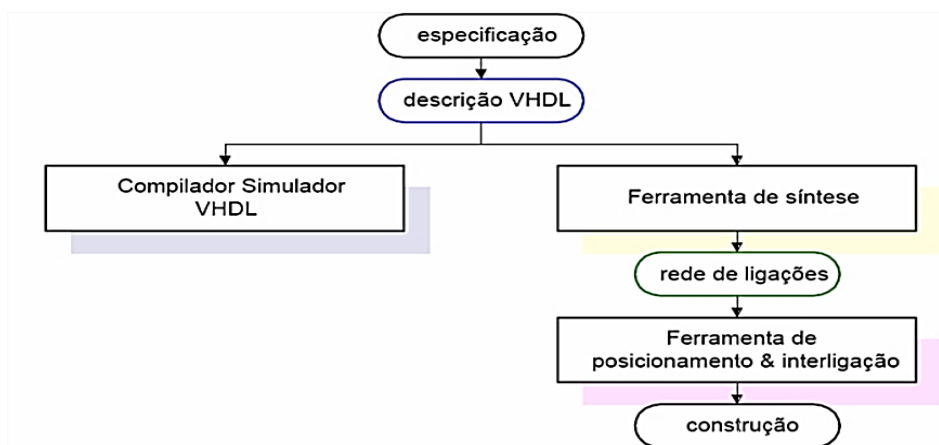 especificação
descrição VHDL
Compilador Simulador
VHDL
Ferramenta de síntese
rede de ligações
Ferramenta de
posicionamento & interligação
construção